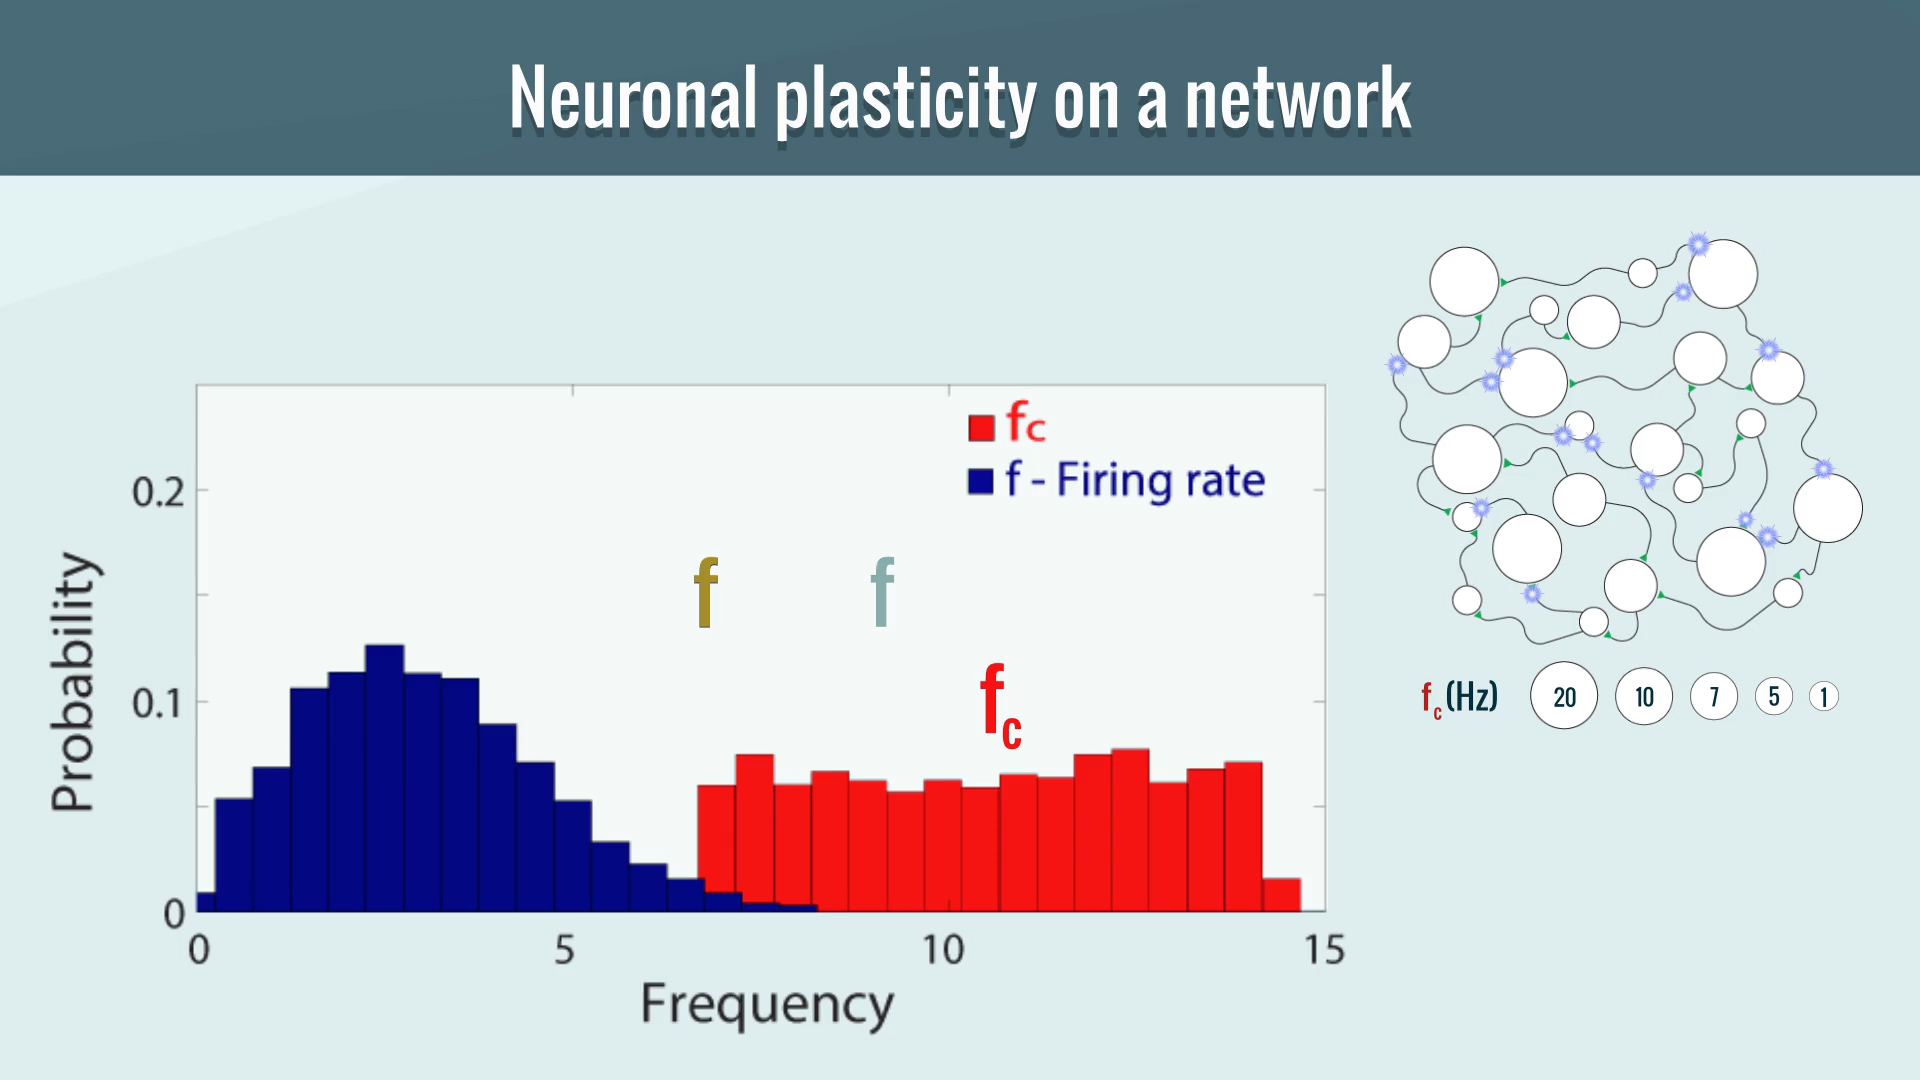 Neuronal plasticity on a network
fc
f - Firing rate
0.2
f f
Probability
0.1
fc
fc (Hz) 20 10 7 5 1
0
0 5 10 15
Frequency